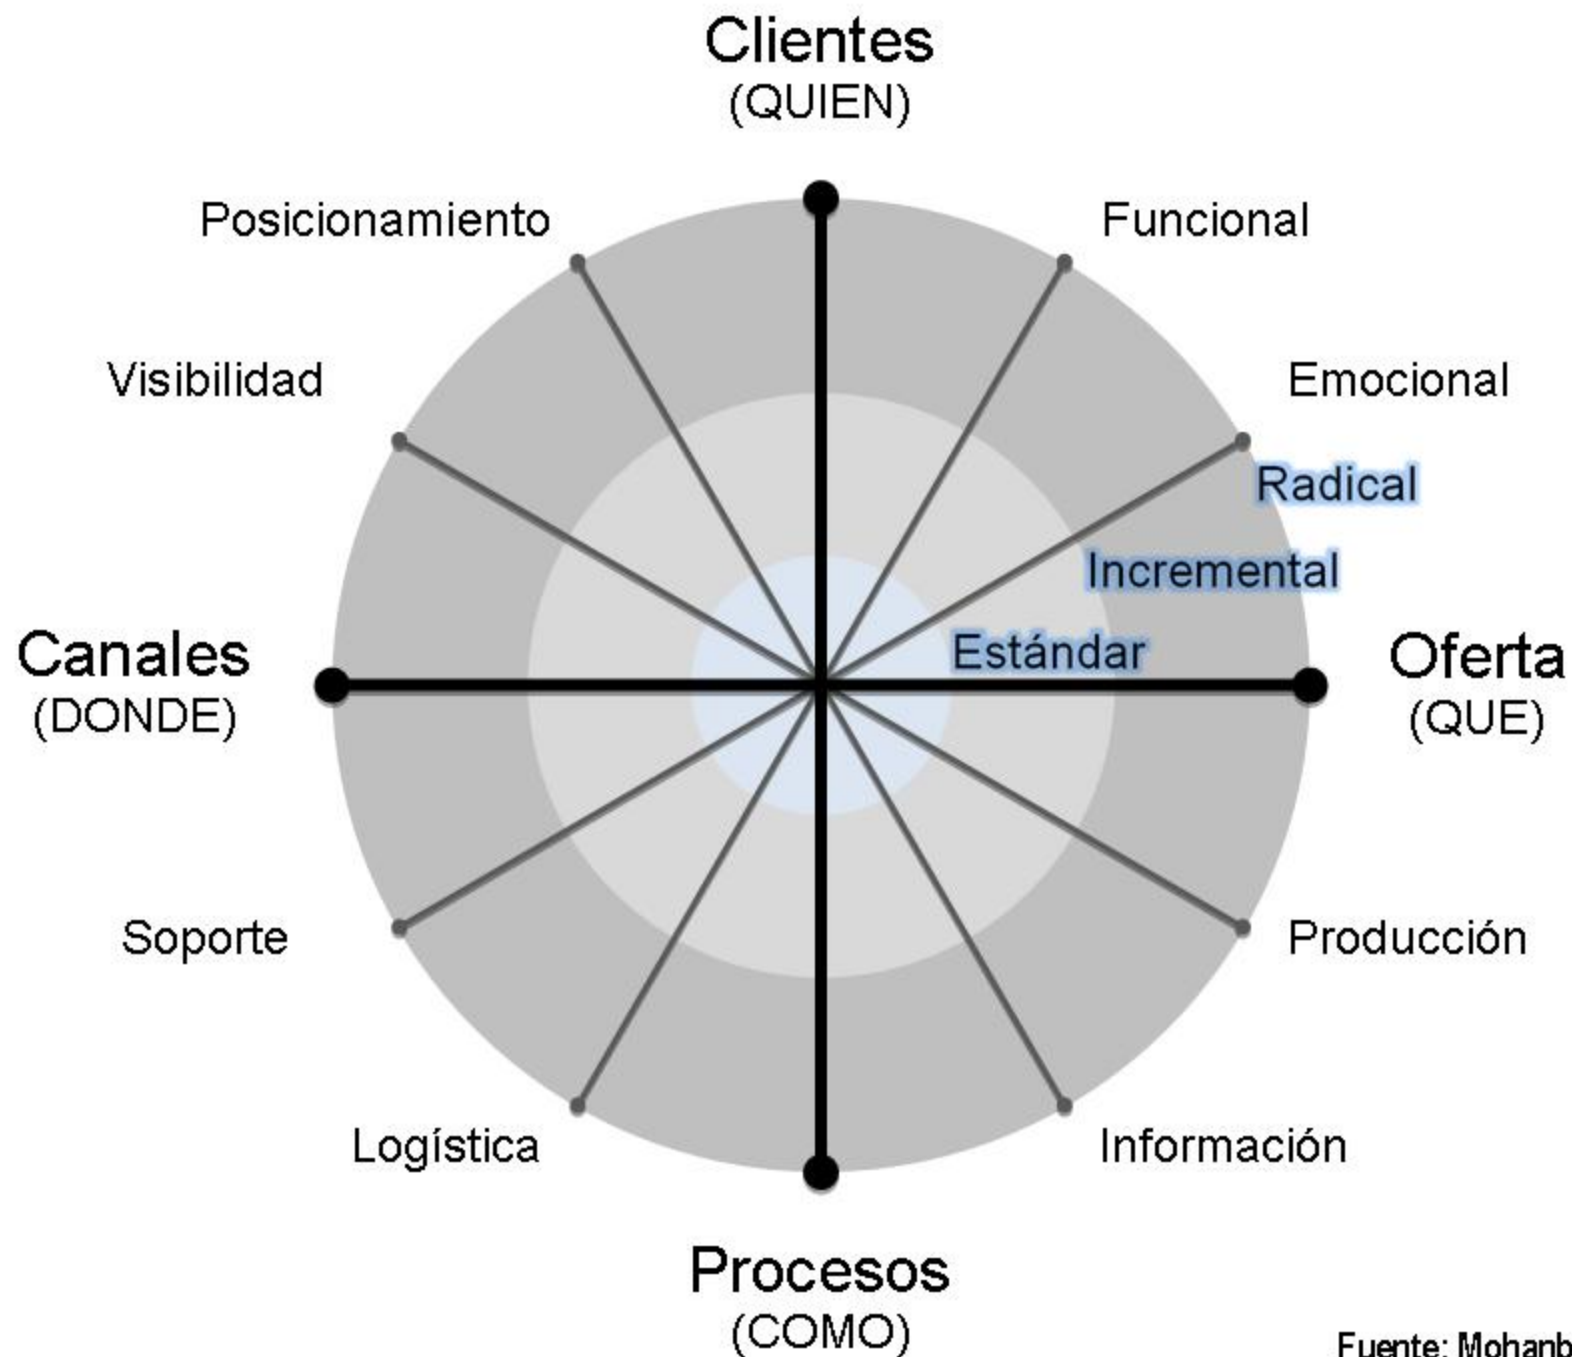 Clientes
(QUIEN)
Posicionamiento
Funcional
Visibilidad
Emocional
Radical
Incremental
Estándar
Canales
(DONDE)
Oferta
(QUE)
Soporte
Producción
Logística
Información
Procesos
(COMO)
Fuente: Mohanb